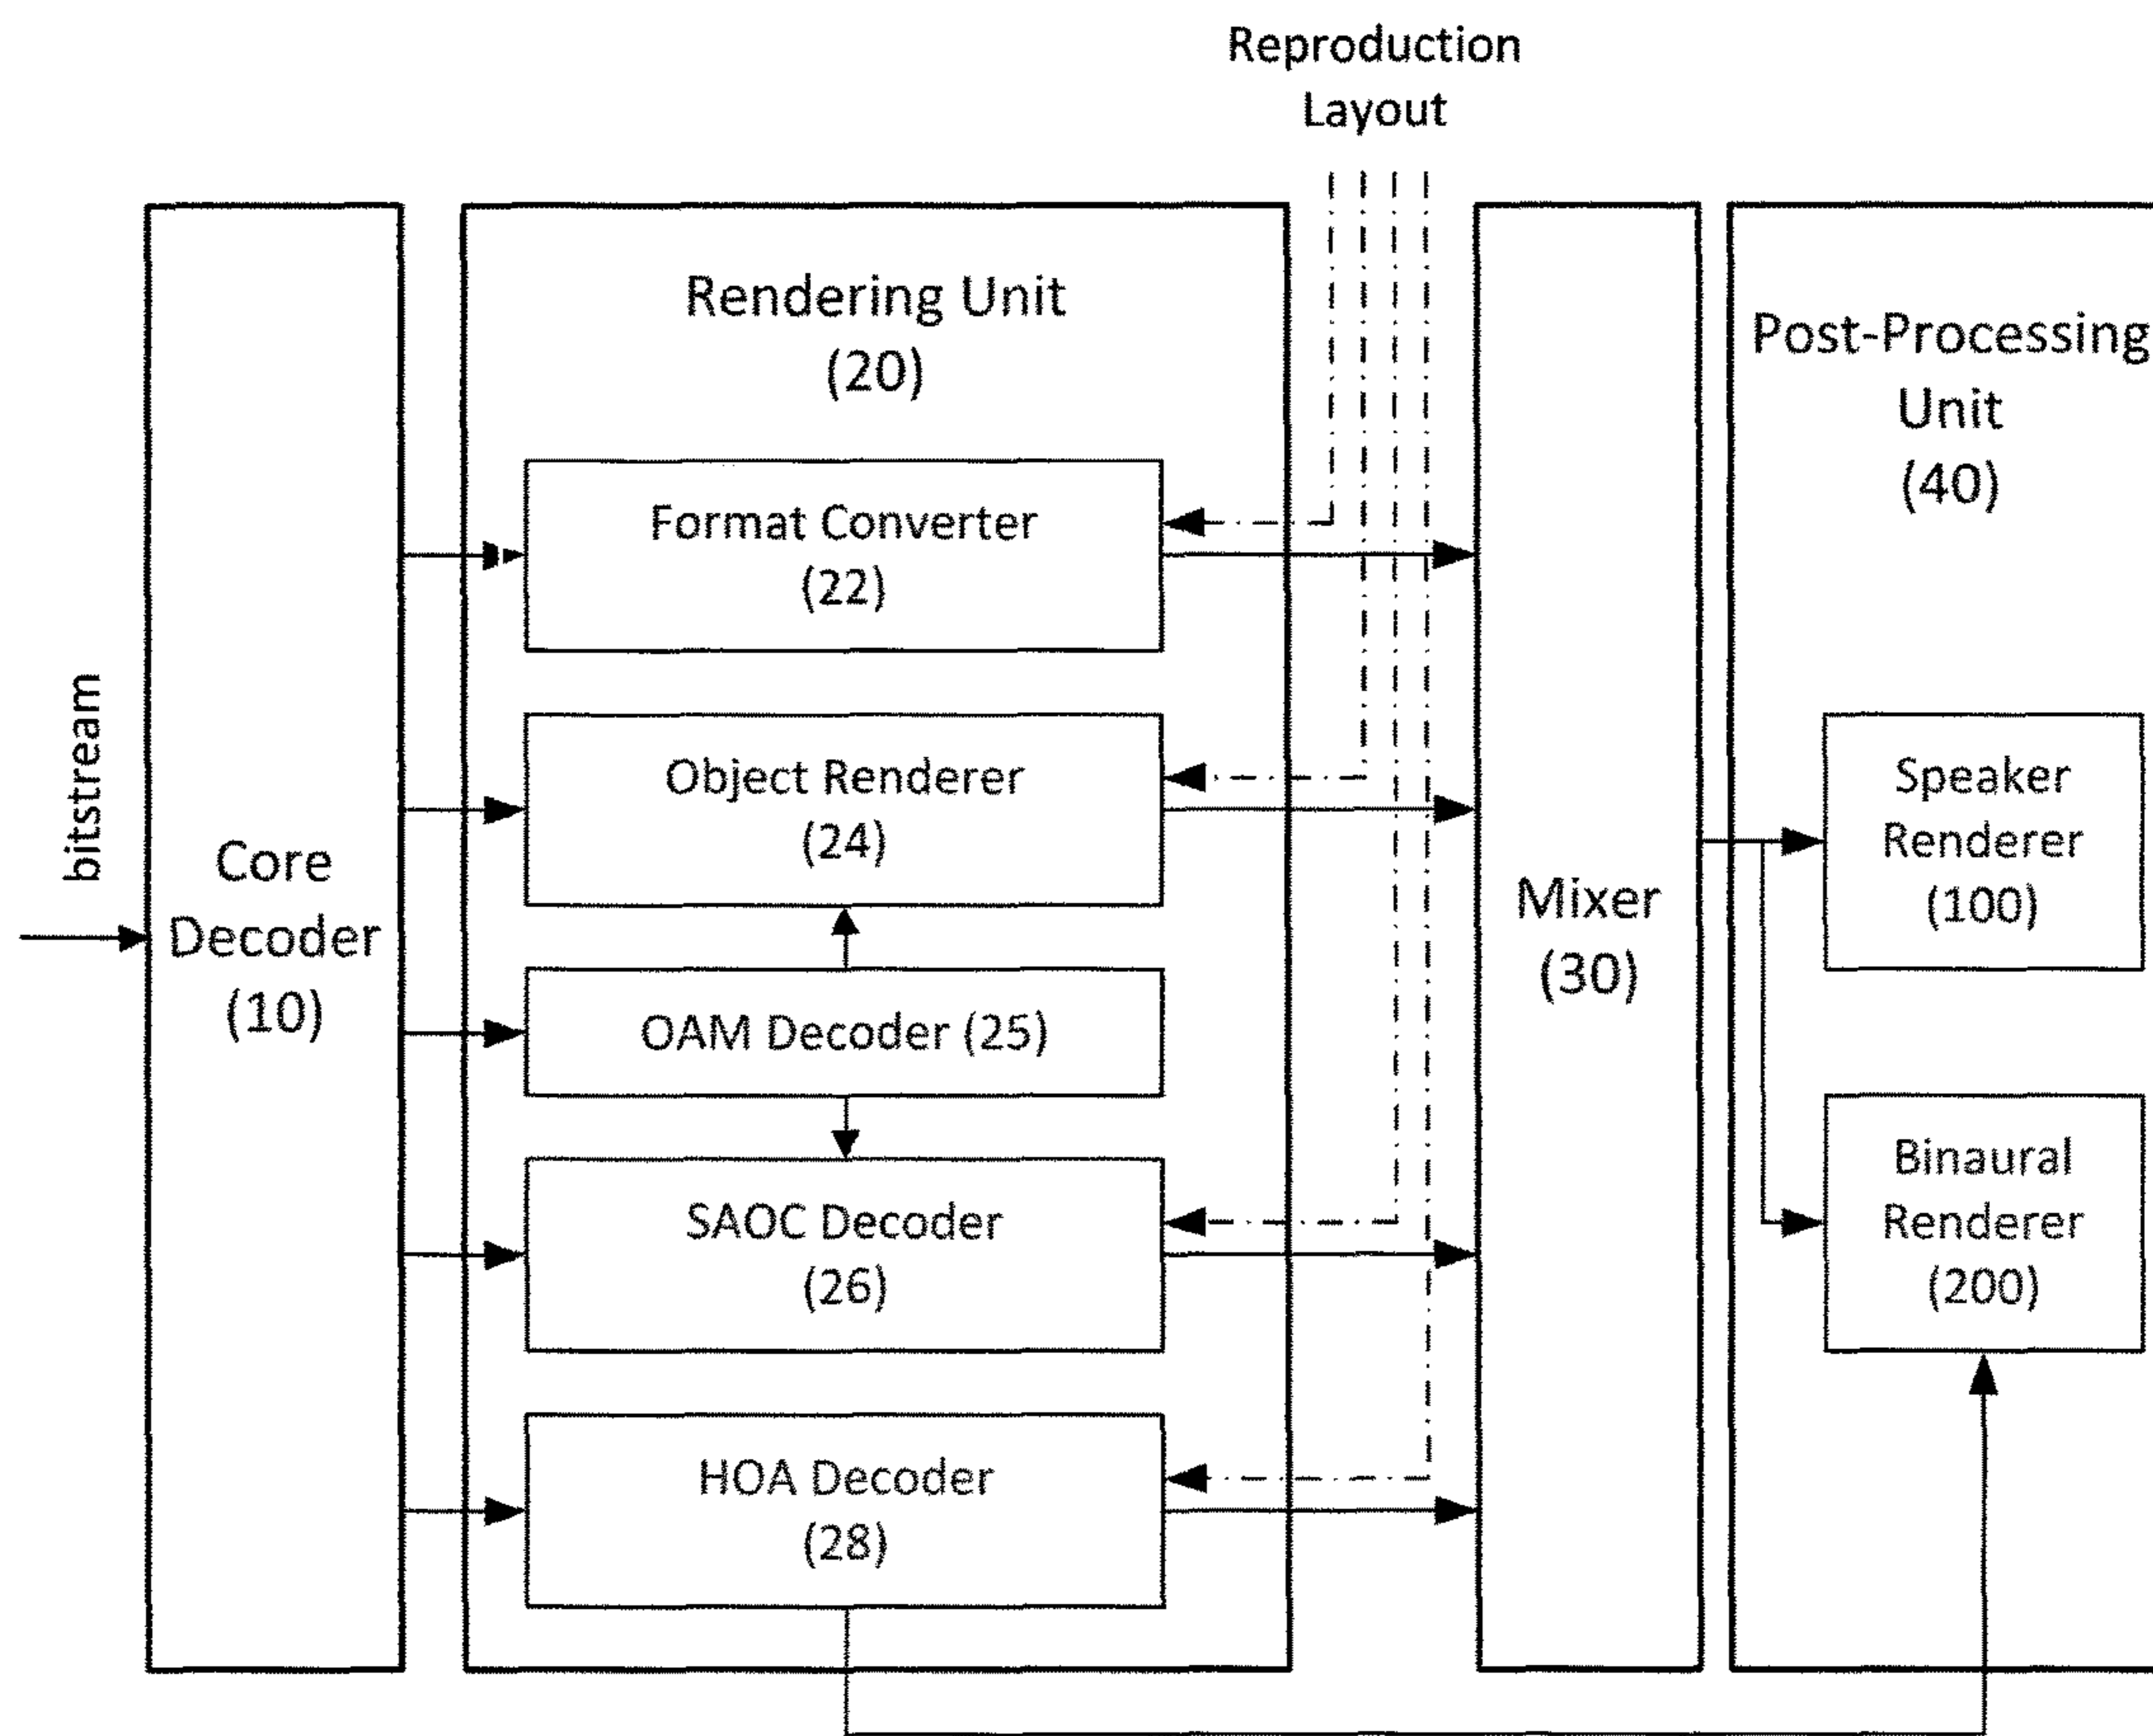 Reproduction
Layout
bitstream
Core
Decoder
(10)
Rendering Unit
(20)
Format Converter
(22)
Object Renderer
(24)
OAM Decoder (25)
SAOC Decoder
(26)
HOA Decoder
(28)
Mixer
(30)
Post-Processing
Unit
(40)
Speaker
Renderer
(100)
Binaural
Renderer
(200)